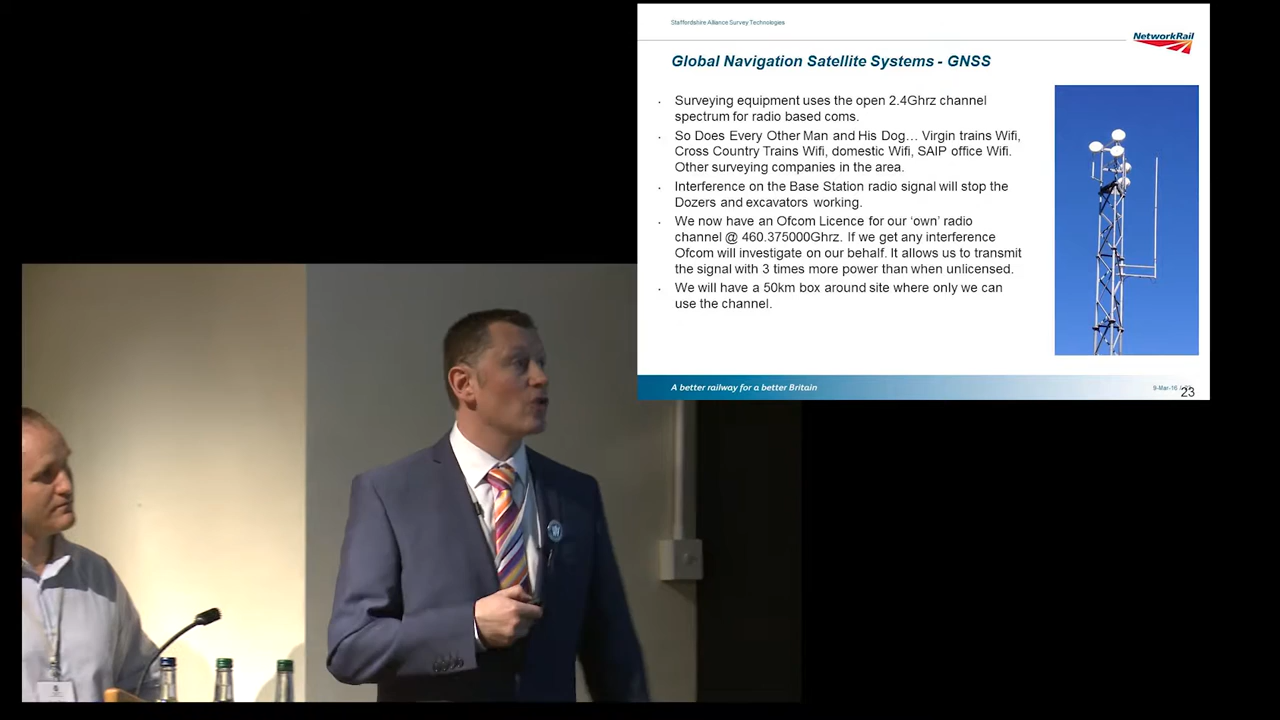 Staffordshire Alliance Survey Technologies
NetworkRail
Global Navigation Satellite Systems - GNSS
· Surveying equipment uses the open 2.4Ghrz channel
spectrum for radio based coms.
· So Does Every Other Man and His Dog… Virgin trains Wifi,
Cross Country Trains Wifi, domestic Wifi, SAIP office Wifi.
Other surveying companies in the area.
· Interference on the Base Station radio signal will stop the
Dozers and excavators working.
· We now have an Ofcom Licence for our ‘own’ radio
channel @ 460.375000Ghrz. If we get any interference
Ofcom will investigate on our behalf. It allows us to transmit
the signal with 3 times more power than when unlicensed.
· We will have a 50km box around site where only we can
use the channel.
A better railway for a better Britain
9-Mar-16 /
23